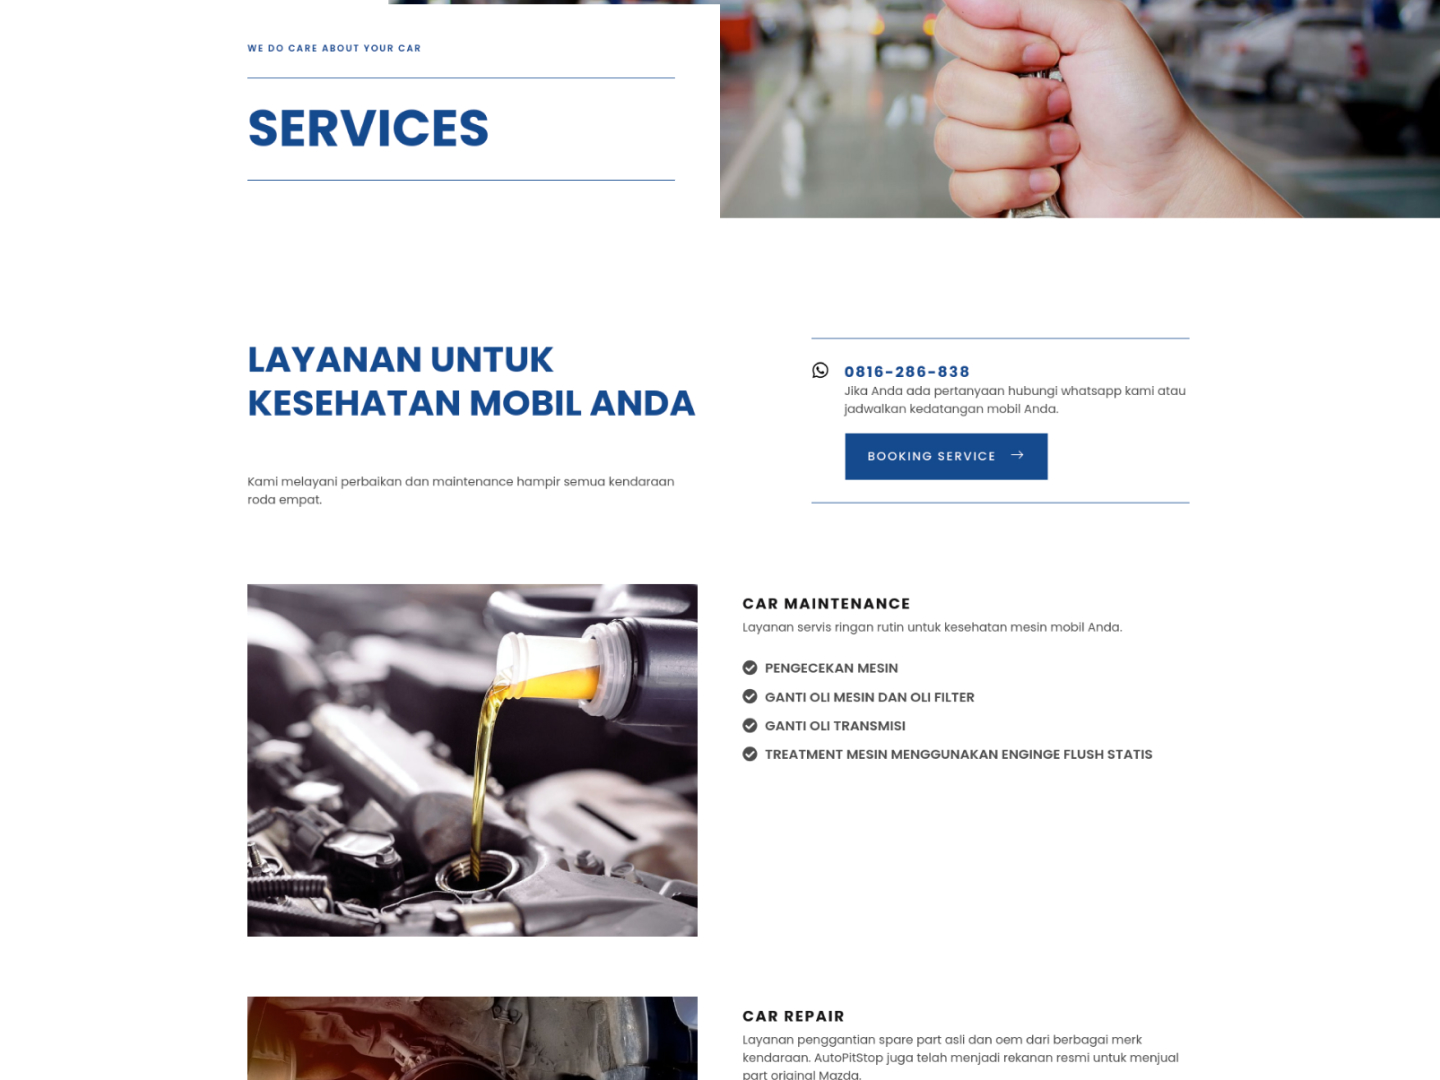 WE DO CARE ABOUT YOUR CAR
SERVICES
LAYANAN UNTUK
KESEHATAN MOBIL ANDA
Kami melayani perbaikan dan maintenance hampir semua kendaraan
roda empat.
0816-286-838
Jika Anda ada pertanyaan hubungi whatsapp kami atau
jadwalkan kedatangan mobil Anda.
BOOKING SERVICE
CAR MAINTENANCE
Layanan servis ringan rutin untuk kesehatan mesin mobil Anda.
PENGECEKAN MESIN
GANTI OLI MESIN DAN OLI FILTER
GANTI OLI TRANSMISI
TREATMENT MESIN MENGGUNAKAN ENGINGE FLUSH STATIS
CAR REPAIR
Layanan penggantian spare part asli dan oem dari berbagai merk
kendaraan. AutoPitStop juga telah menjadi rekanan resmi untuk menjual
part original Mazda.